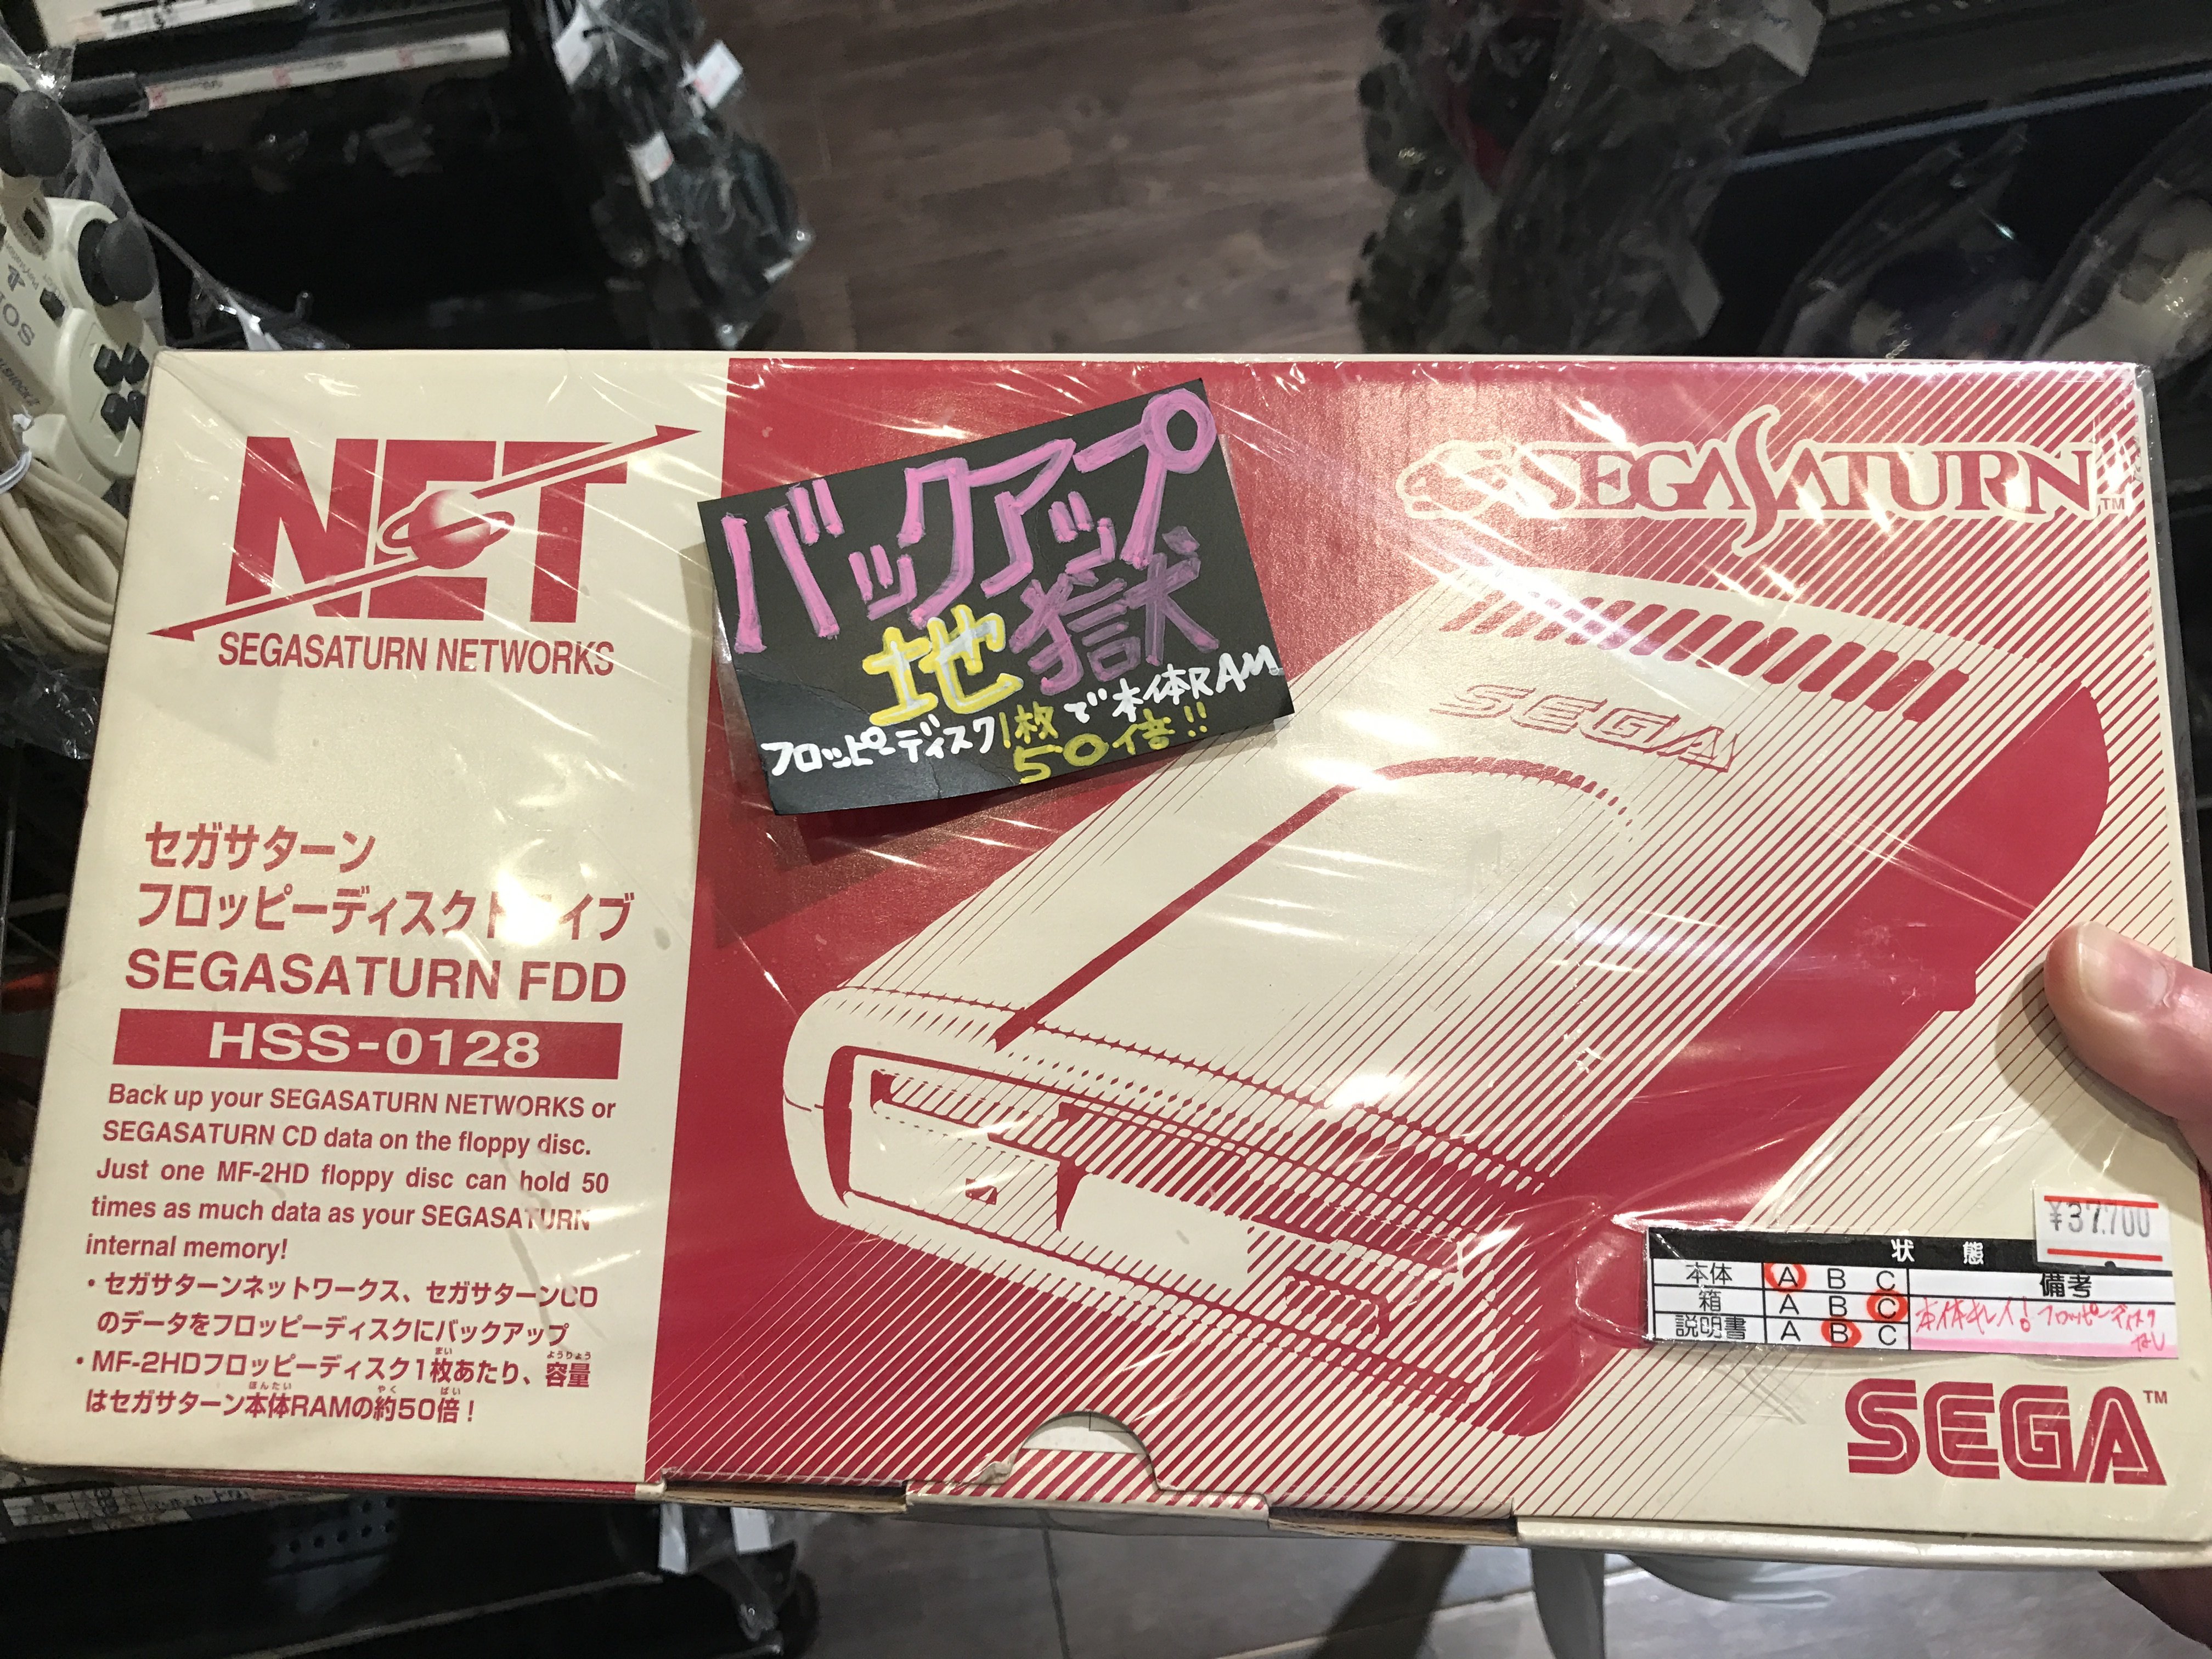 NET
SEGASATURN NETWORKS
セガサターン
フロッピーディスクドライブ
SEGASATURN FDD
HSS-0128
Back up your SEGASATURN NETWORKS or
SEGASATURN CD data on the floppy disc.
Just one MF-2HD floppy disc can hold 50
times as much data as your SEGASATURN
internal memory!
・セガサターンネットワークス、セガサターンCD
のデータをフロッピーディスクにバックアップ
・MF-2HDフロッピーディスク1枚あたり、容量
はセガサターン本体RAMの約50倍!
バックアップ
地獄
フロッピーディスク1枚で本体RAM
50倍!!
SEGASATURN™
SEGA
¥37,700
状態
本体 A B C 備考
箱 A B C 本体キレイ! フロッピーディスク
説明書 A B C なし
SEGA™